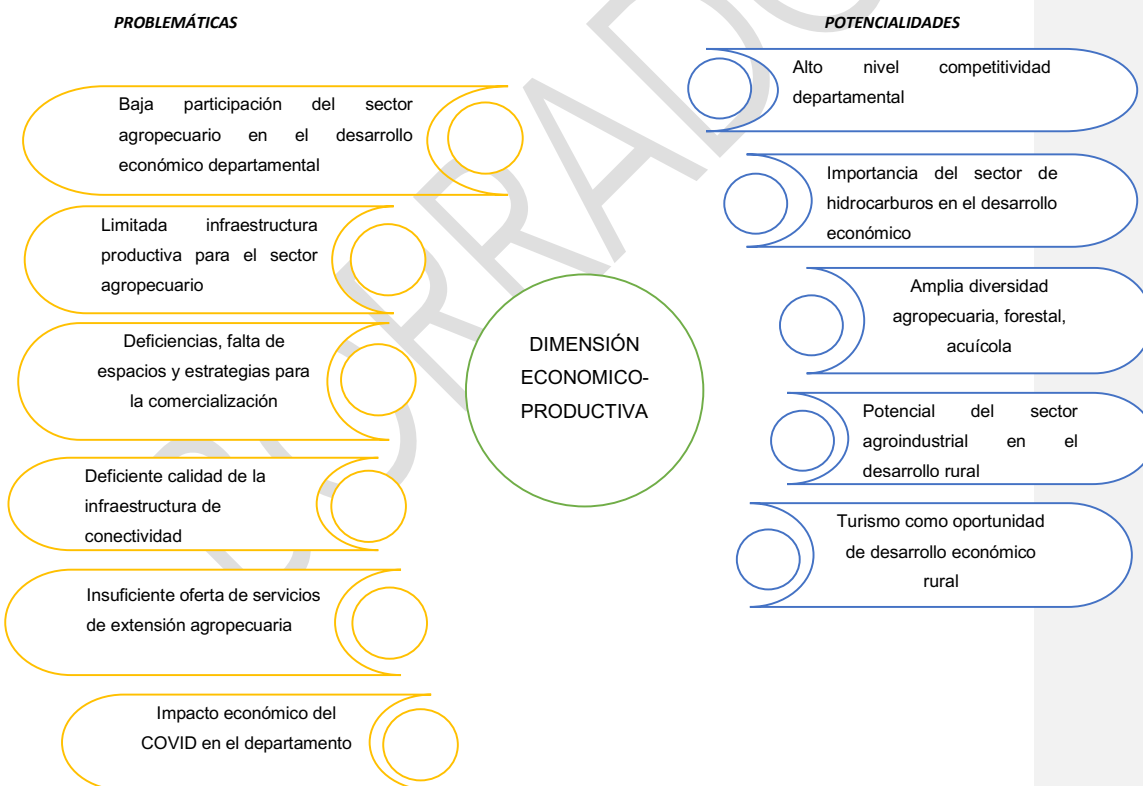 PROBLEMÁTICAS
Baja participación del sector
agropecuario en el desarrollo
económico departamental
Limitada infraestructura
productiva para el sector
agropecuario
Deficiencias, falta de
espacios y estrategias para
la comercialización
Deficiente calidad de la
infraestructura de
conectividad
Insuficiente oferta de servicios
de extensión agropecuaria
Impacto económico del
COVID en el departamento
DIMENSIÓN
ECONOMICO-
PRODUCTIVA
POTENCIALIDADES
Alto nivel competitividad
departamental
Importancia del sector de
hidrocarburos en el desarrollo
económico
Amplia diversidad
agropecuaria, forestal,
acuícola
Potencial del sector
agroindustrial en el
desarrollo rural
Turismo como oportunidad
de desarrollo económico
rural